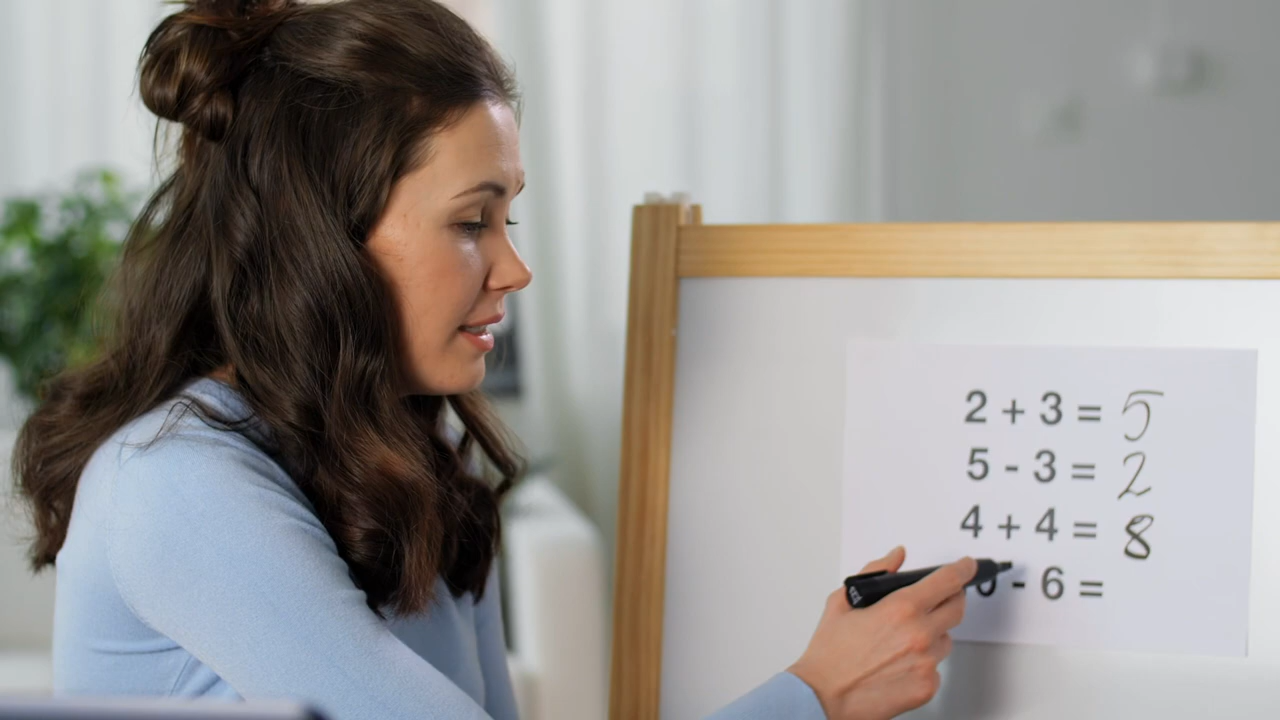 2 + 3 = 5
5 - 3 = 2
4 + 4 = 8
- 6 =